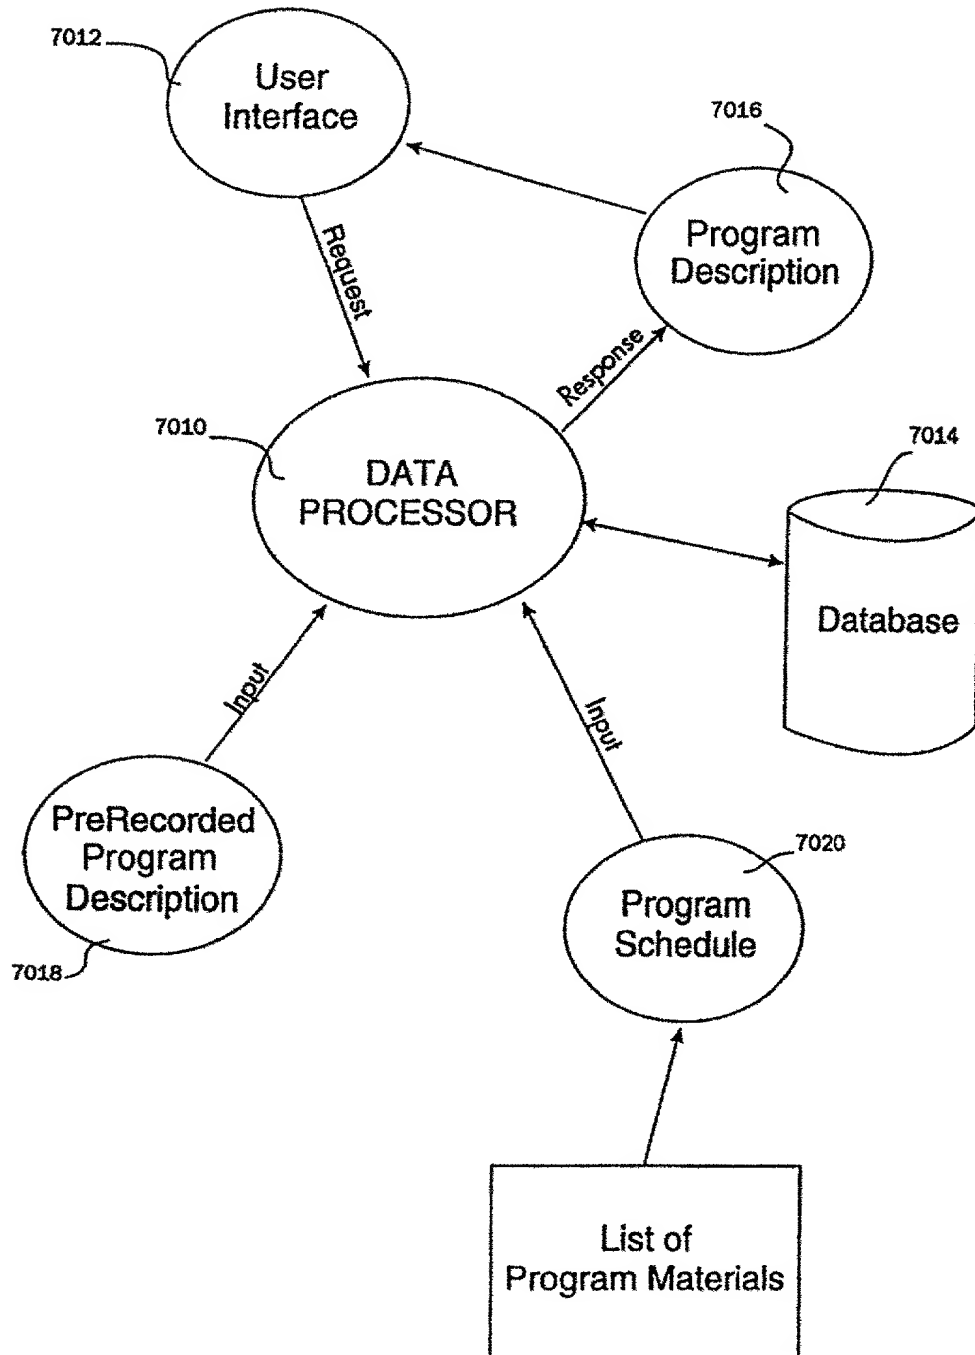 7012
User
Interface
7016
Program
Description
Request
Response
7010
DATA
PROCESSOR
7014
Database
Input
Input
PreRecorded
Program
Description
7018
7020
Program
Schedule
List of
Program Materials